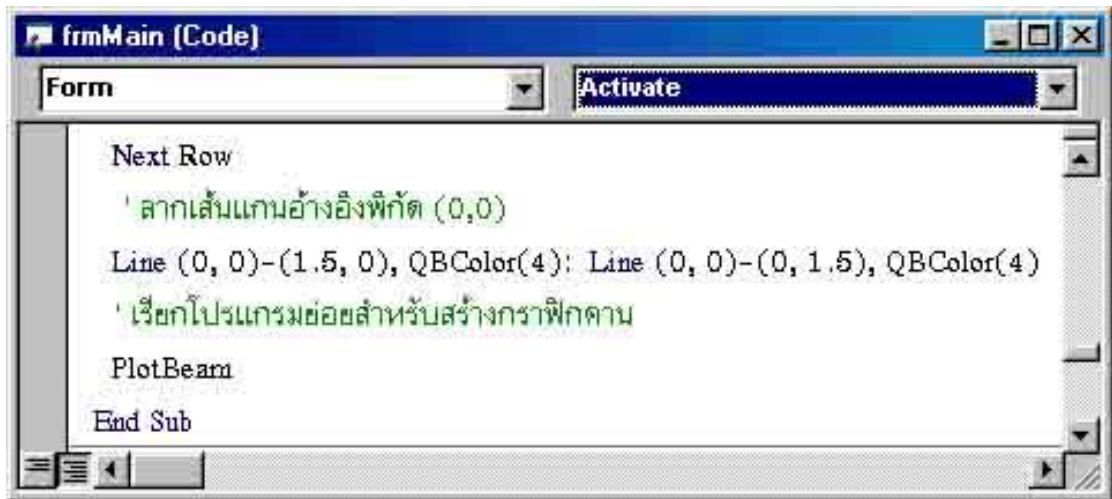 frmMain (Code)
Form Activate
Next Row
' ลากเส้นแกนอ้างอิงพิกัด (0,0)
Line (0, 0)-(1.5, 0), QBColor(4): Line (0, 0)-(0, 1.5), QBColor(4)
' เรียกโปรแกรมย่อยสำหรับสร้างกราฟิกคาน
PlotBeam
End Sub